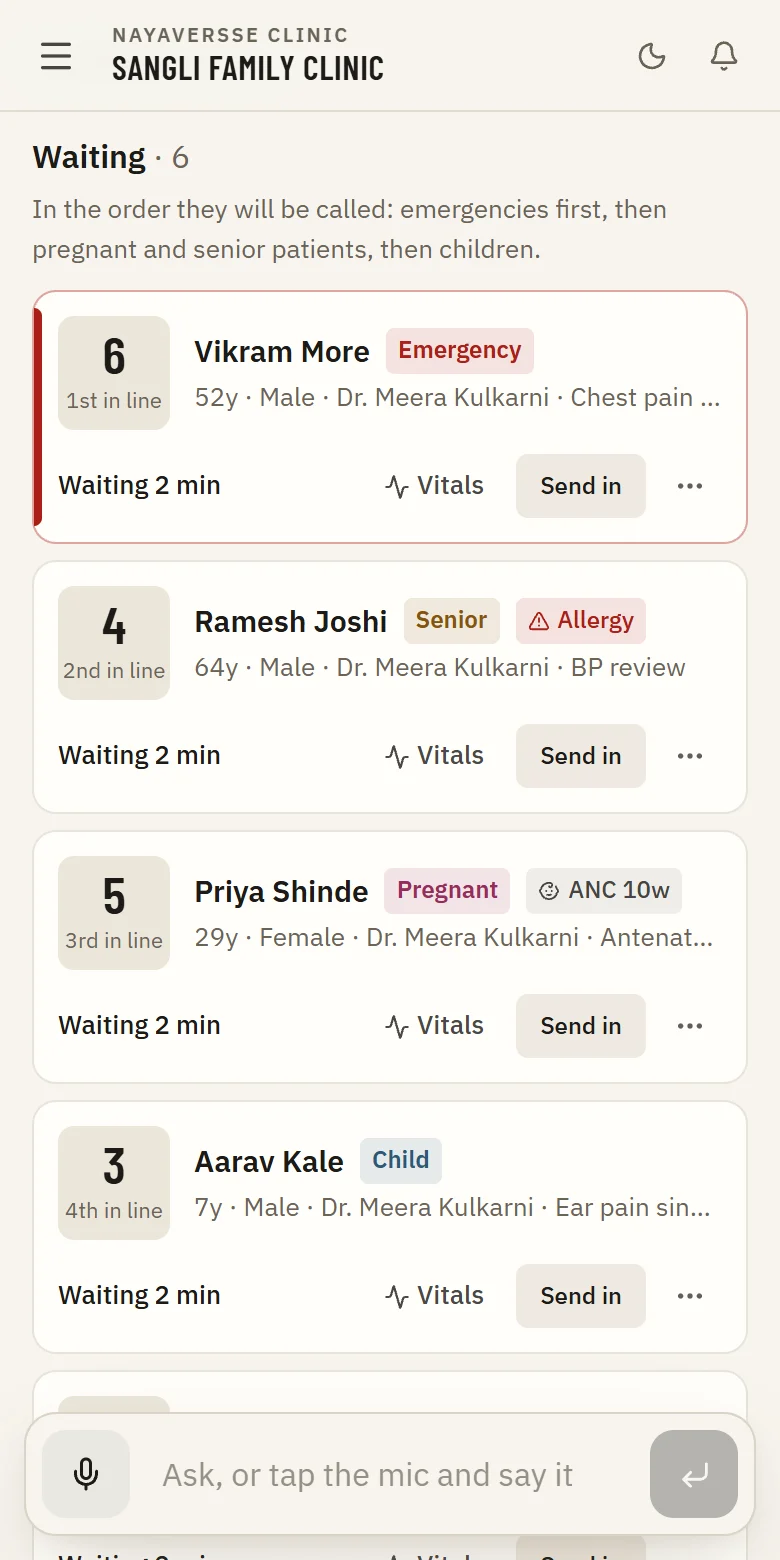 NAYAVERSSE CLINIC
SANGLI FAMILY CLINIC
Waiting · 6
In the order they will be called: emergencies first, then
pregnant and senior patients, then children.
6
1st in line
Vikram More Emergency
52y · Male · Dr. Meera Kulkarni · Chest pain ...
Waiting 2 min Vitals Send in
4
2nd in line
Ramesh Joshi Senior Allergy
64y · Male · Dr. Meera Kulkarni · BP review
Waiting 2 min Vitals Send in
5
3rd in line
Priya Shinde Pregnant ANC 10w
29y · Female · Dr. Meera Kulkarni · Antenat...
Waiting 2 min Vitals Send in
3
4th in line
Aarav Kale Child
7y · Male · Dr. Meera Kulkarni · Ear pain sin...
Waiting 2 min Vitals Send in
Ask, or tap the mic and say it